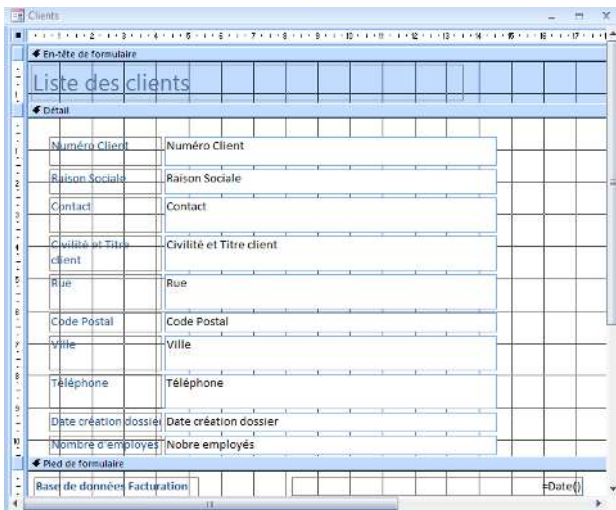 Clients
En-tête de formulaire
Liste des clients
Détail
Numéro Client Numéro Client
Raison Sociale Raison Sociale
Contact Contact
Civilité et Titre client Civilité et Titre client
Rue Rue
Code Postal Code Postal
Ville Ville
Téléphone Téléphone
Date création dossier Date création dossier
Nombre d'employés Nobre employés
Pied de formulaire
Base de données Facturation =Date()